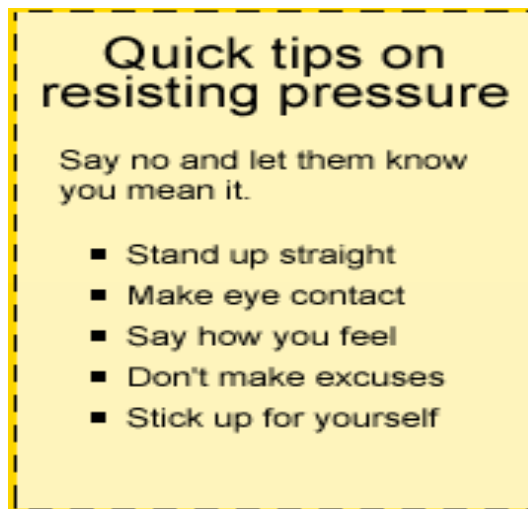 Quick tips on
resisting pressure
Say no and let them know
you mean it.
▪ Stand up straight
▪ Make eye contact
▪ Say how you feel
▪ Don't make excuses
▪ Stick up for yourself